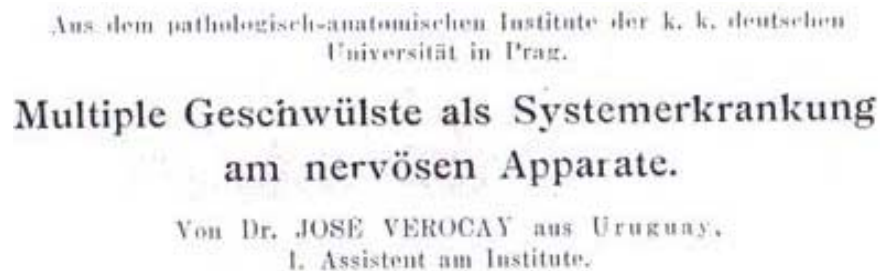 Aus dem pathologisch-anatomischen Institute der k. k. deutschen
Universität in Prag.
Multiple Geschwülste als Systemerkrankung
am nervösen Apparate.
Von Dr. JOSÉ VEROCAY aus Uruguay,
I. Assistent am Institute.